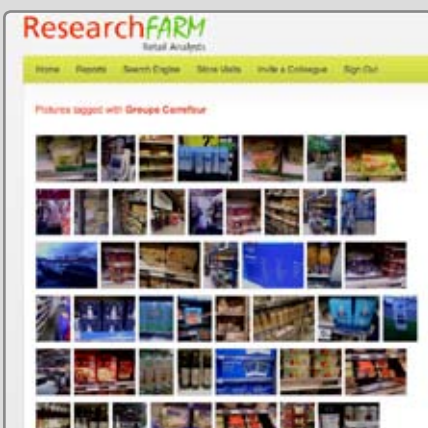 ResearchFARM
Retail Analysts
Home Reports Search Engine Store Visits Invite a Colleague Sign Out
Pictures tagged with Groupe Carrefour